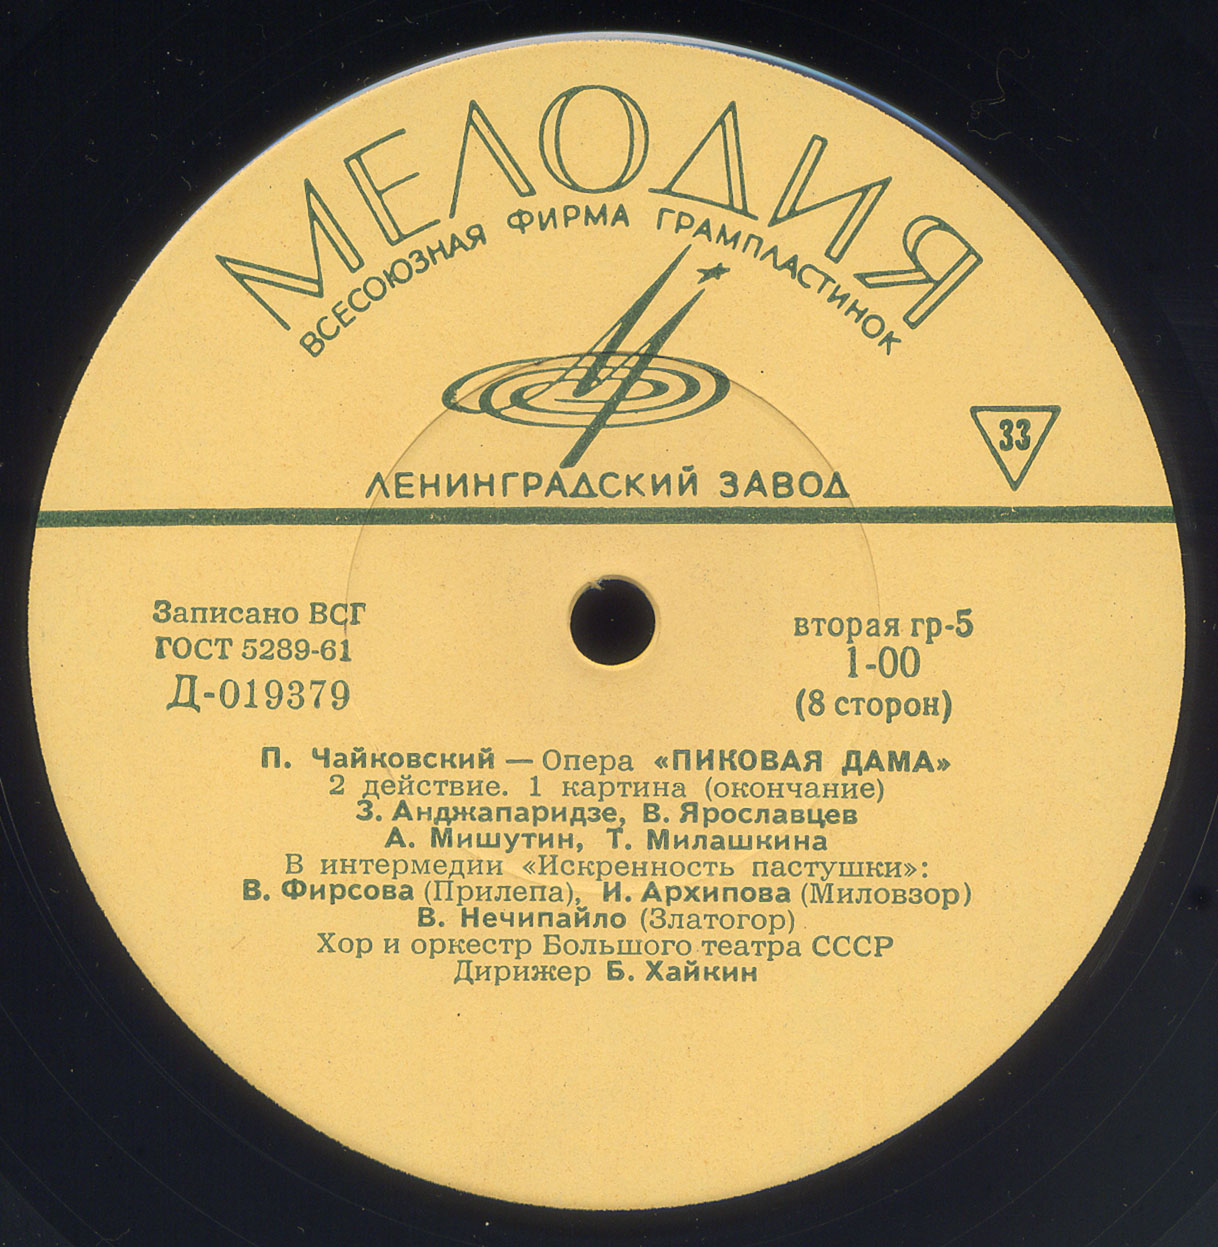 МЕЛОДИЯ
ВСЕСОЮЗНАЯ ФИРМА ГРАМПЛАСТИНОК
33
ЛЕНИНГРАДСКИЙ ЗАВОД
Записано ВСГ
ГОСТ 5289-61
Д-019379
вторая гр-5
1-00
(8 сторон)
П. Чайковский — Опера «ПИКОВАЯ ДАМА»
2 действие. 1 картина (окончание)
З. Анджапаридзе, В. Ярославцев
А. Мишутин, Т. Милашкина
В интермедии «Искренность пастушки»:
В. Фирсова (Прилепа), И. Архипова (Миловзор)
В. Нечипайло (Златогор)
Хор и оркестр Большого театра СССР
Дирижер Б. Хайкин